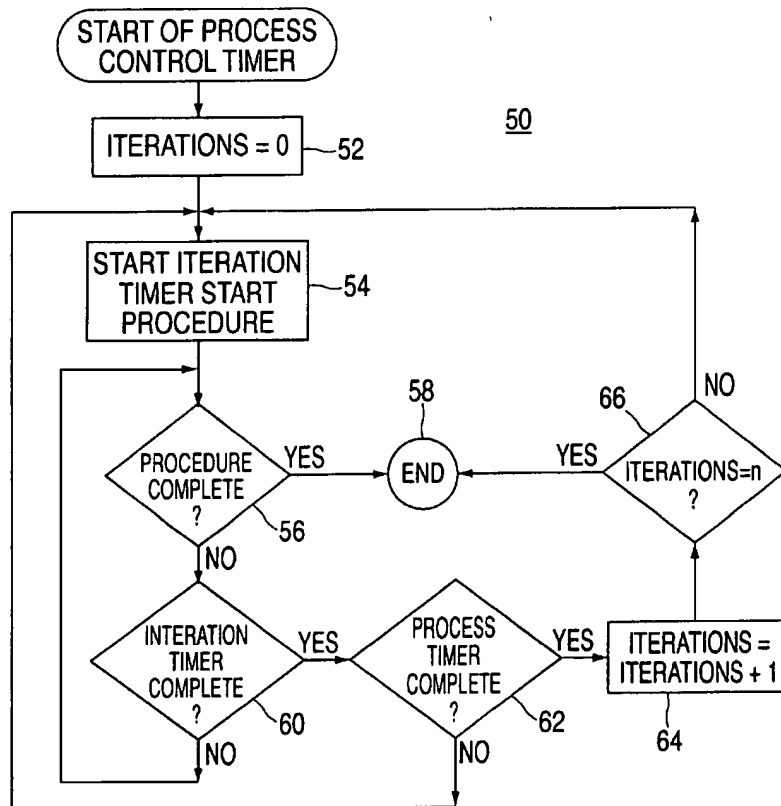 START OF PROCESS
CONTROL TIMER
50
ITERATIONS = 0
52
START ITERATION
TIMER START
PROCEDURE
54
58
66
NO
PROCEDURE
COMPLETE
?
YES
END
YES
ITERATIONS=n
?
56
NO
INTERATION
TIMER
COMPLETE
?
YES
PROCESS
TIMER
COMPLETE
?
YES
ITERATIONS =
ITERATIONS + 1
60
62
64
NO
NO